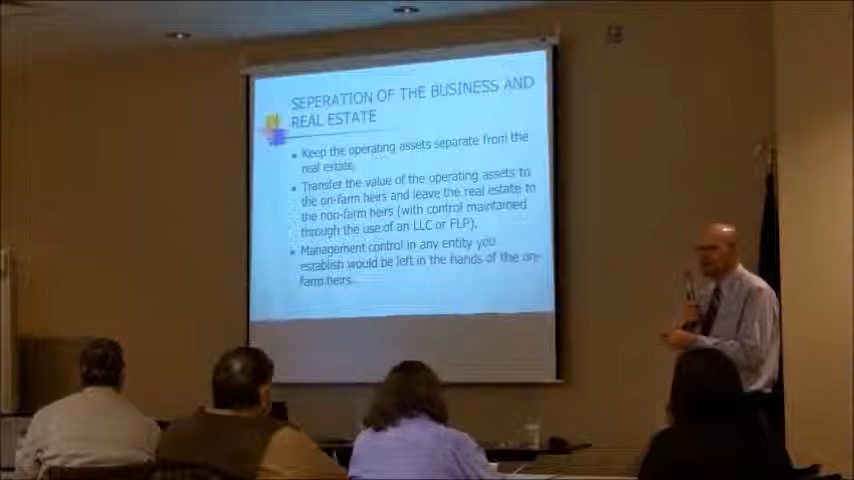 SEPERATION OF THE BUSINESS AND
REAL ESTATE
▪ Keep the operating assets separate from the
real estate.
▪ Transfer the value of the operating assets to
the on-farm heirs and leave the real estate to
the non-farm heirs (with control maintained
through the use of an LLC or FLP).
▪ Management control in any entity you
establish would be left in the hands of the on-
farm heirs.